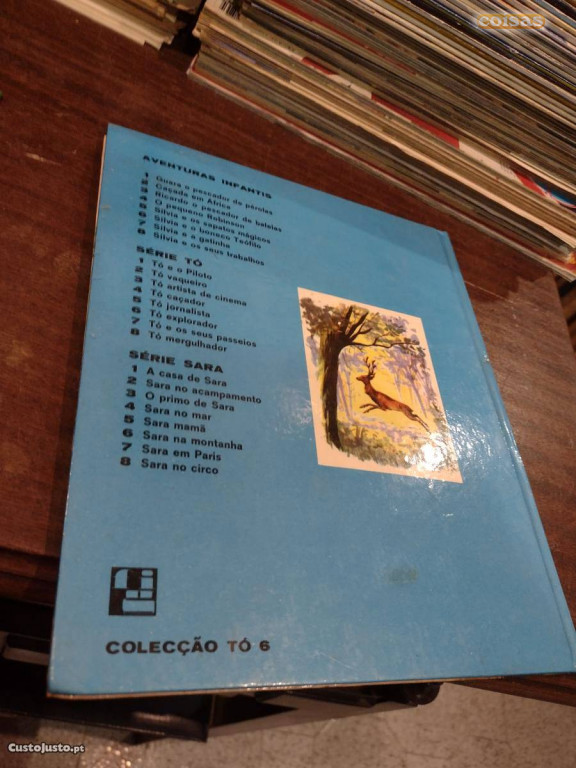 coisas
AVENTURAS INFANTIS
1 Guara o pescador de pérolas
2 Caçada em África
3 Ricardo o pescador de baleias
4 O pequeno Robinson
5 Silvia e os sapatos mágicos
6 Silvia e o boneco Teófilo
7 Silvia e a gatinha
8 Silvia e os seus trabalhos
SÉRIE TÓ
1 Tó e o Piloto
2 Tó vaqueiro
3 Tó artista de cinema
4 Tó caçador
5 Tó jornalista
6 Tó explorador
7 Tó e os seus passeios
8 Tó mergulhador
SÉRIE SARA
1 A casa de Sara
2 Sara no acampamento
3 O primo de Sara
4 Sara no mar
5 Sara mamã
6 Sara na montanha
7 Sara em Paris
8 Sara no circo
COLECÇÃO TÓ 6
CustoJusto.pt